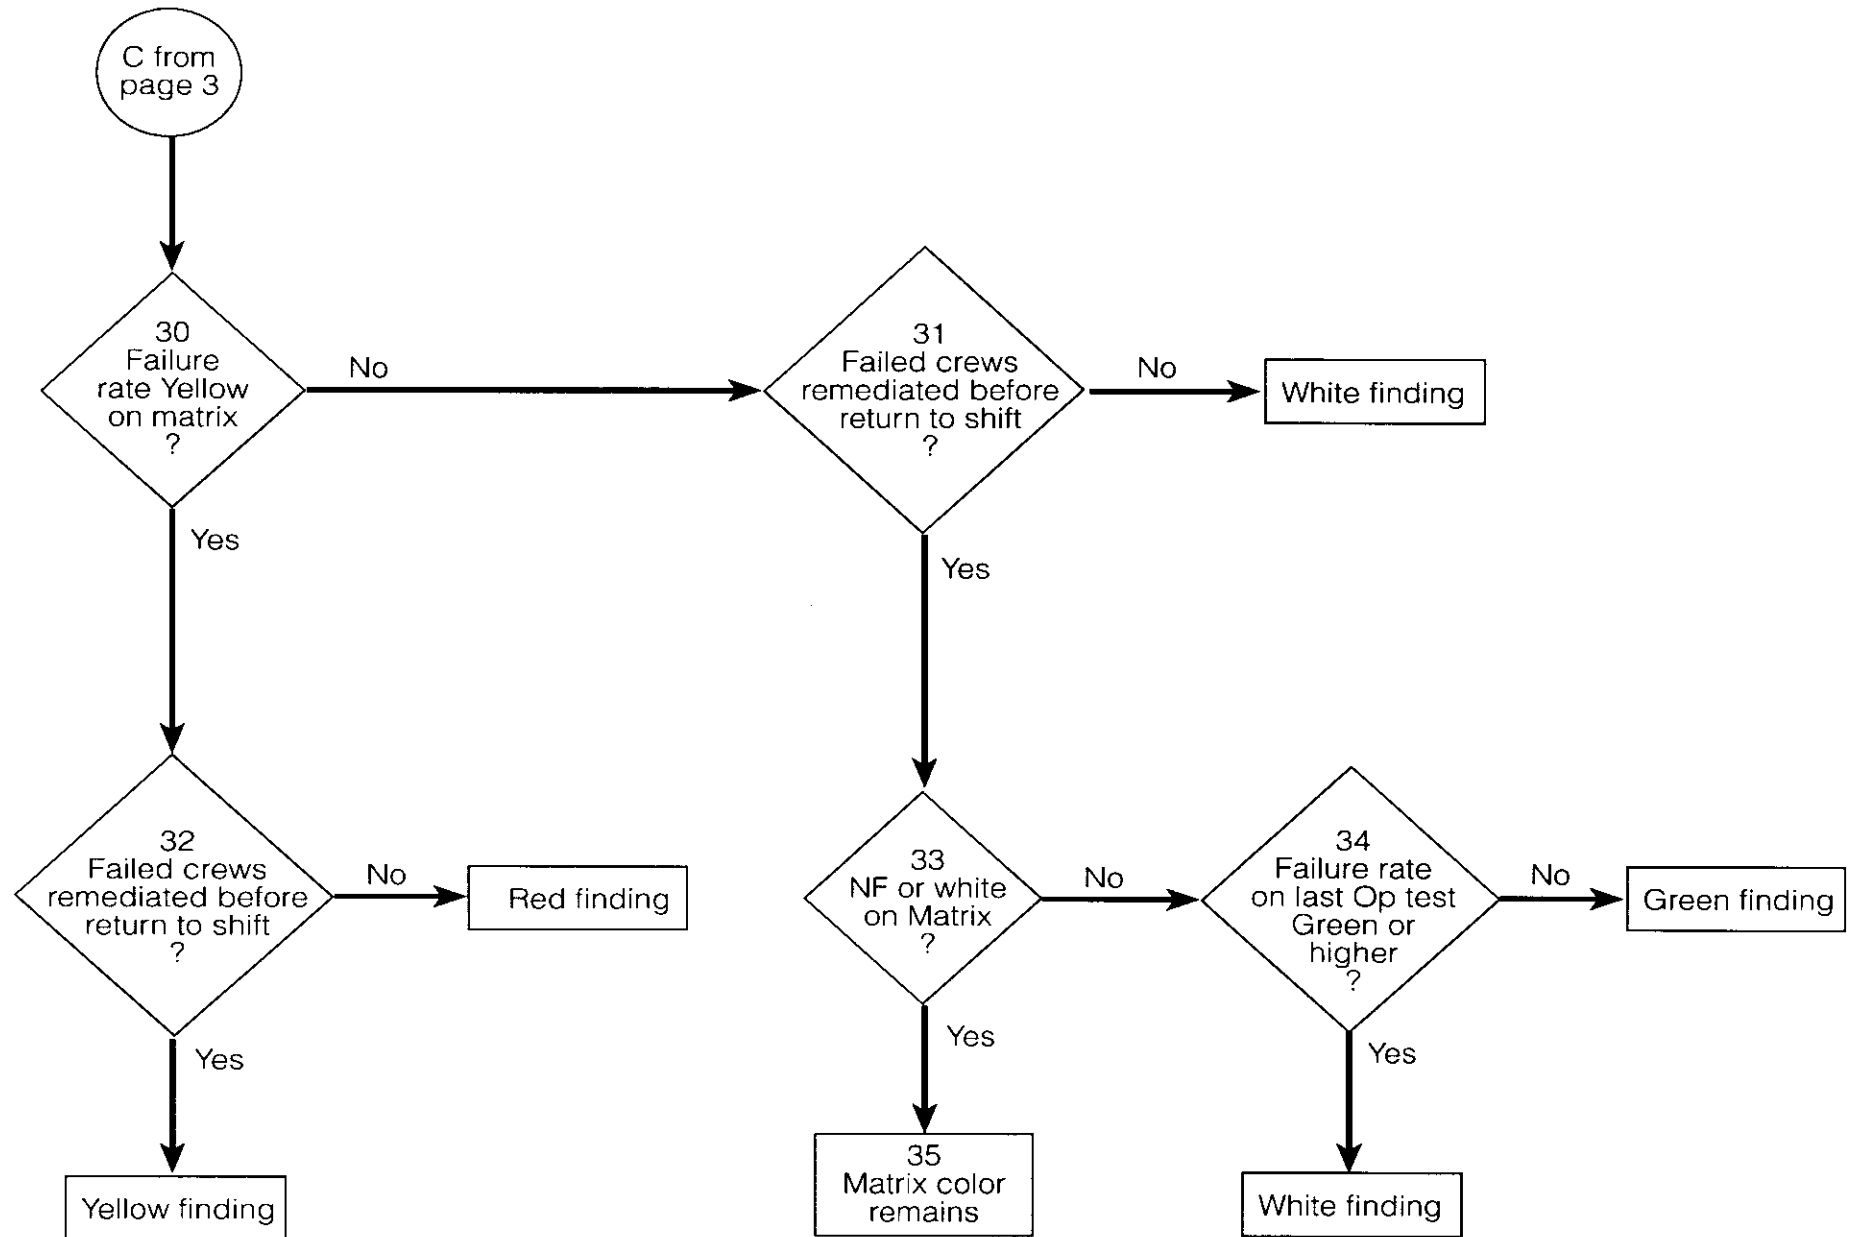 C from
page 3
30
Failure
rate Yellow
on matrix
?
No
31
Failed crews
remediated before
return to shift
?
No
White finding
Yes
Yes
32
Failed crews
remediated before
return to shift
?
No
Red finding
33
NF or white
on Matrix
?
No
34
Failure rate
on last Op test
Green or
higher
?
No
Green finding
Yes
Yes
Yes
Yellow finding
35
Matrix color
remains
White finding